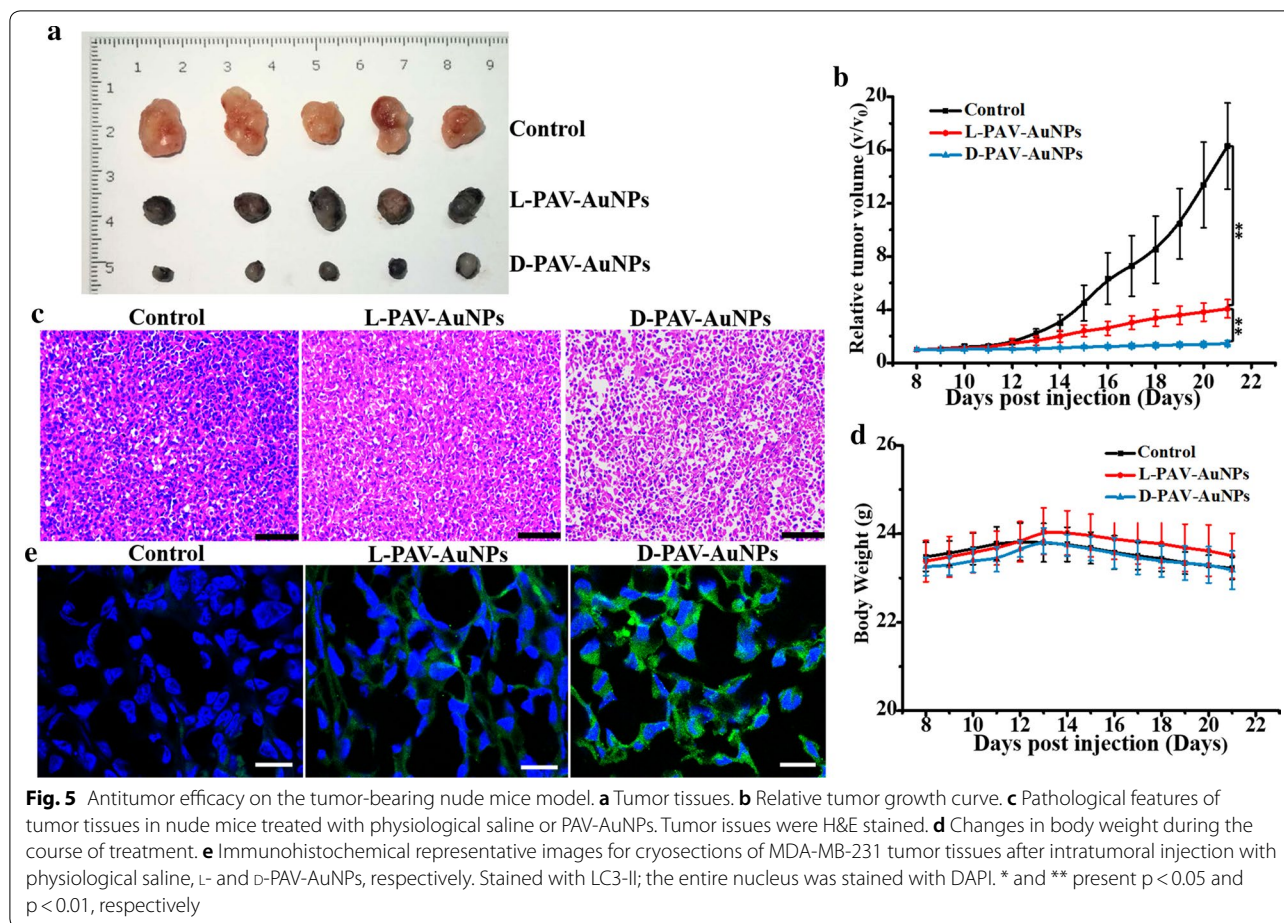 a
1 2 3 4 5 6 7 8 9
1
2
3
4
5
Control
L-PAV-AuNPs
D-PAV-AuNPs
b
Relative tumor volume (v/v0)
20
16
12
8
4
0
Control
L-PAV-AuNPs
D-PAV-AuNPs
**
**
8 10 12 14 16 18 20 22
Days post injection (Days)
c
Control L-PAV-AuNPs D-PAV-AuNPs
d
Body Weight (g)
26
24
22
20
Control
L-PAV-AuNPs
D-PAV-AuNPs
8 10 12 14 16 18 20 22
Days post injection (Days)
e
Control L-PAV-AuNPs D-PAV-AuNPs
Fig. 5 Antitumor efficacy on the tumor-bearing nude mice model. a Tumor tissues. b Relative tumor growth curve. c Pathological features of
tumor tissues in nude mice treated with physiological saline or PAV-AuNPs. Tumor issues were H&E stained. d Changes in body weight during the
course of treatment. e Immunohistochemical representative images for cryosections of MDA-MB-231 tumor tissues after intratumoral injection with
physiological saline, L- and D-PAV-AuNPs, respectively. Stained with LC3-II; the entire nucleus was stained with DAPI. * and ** present p < 0.05 and
p < 0.01, respectively